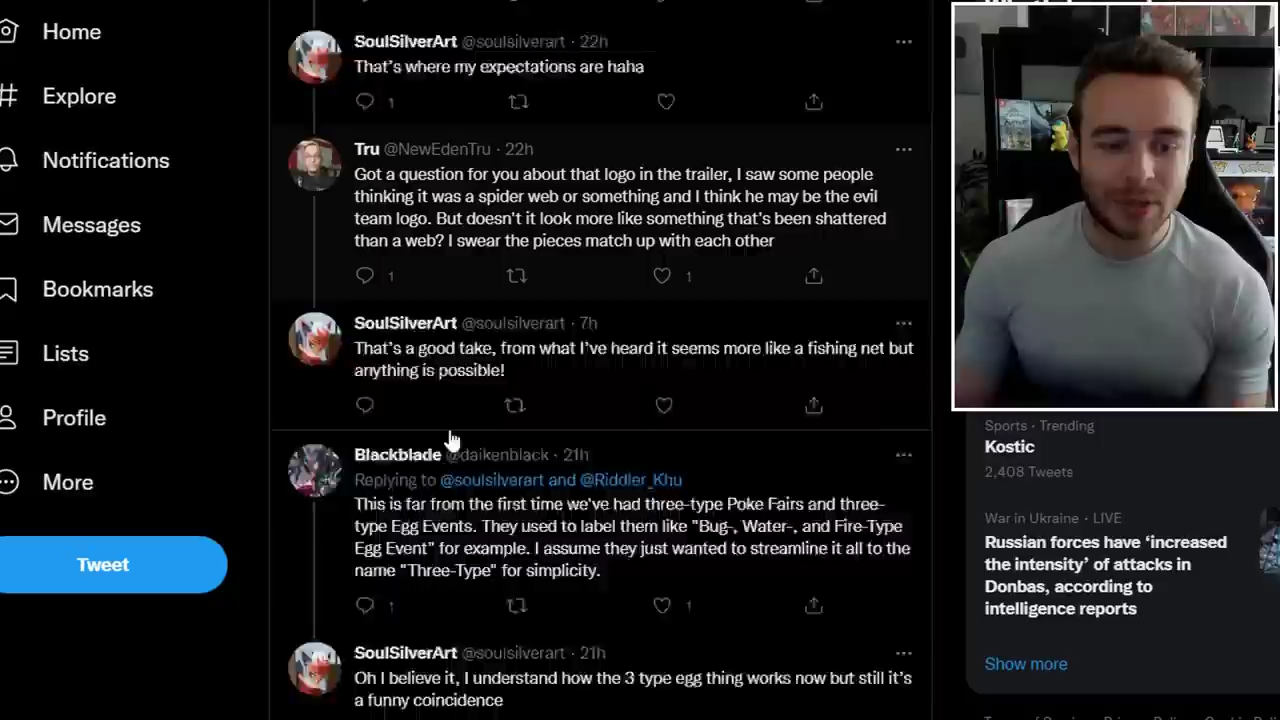 Home
Explore
Notifications
Messages
Bookmarks
Lists
Profile
More
Tweet
SoulSilverArt @soulsilverart · 22h
That's where my expectations are haha
1
Tru @NewEdenTru · 22h
Got a question for you about that logo in the trailer, I saw some people
thinking it was a spider web or something and I think he may be the evil
team logo. But doesn't it look more like something that's been shattered
than a web? I swear the pieces match up with each other
1 1
SoulSilverArt @soulsilverart · 7h
That's a good take, from what I've heard it seems more like a fishing net but
anything is possible!
Blackblade @daikenblack · 21h
Replying to @soulsilverart and @Riddler_Khu
This is far from the first time we've had three-type Poke Fairs and three-
type Egg Events. They used to label them like "Bug-, Water-, and Fire-Type
Egg Event" for example. I assume they just wanted to streamline it all to the
name "Three-Type" for simplicity.
1 1
SoulSilverArt @soulsilverart · 21h
Oh I believe it, I understand how the 3 type egg thing works now but still it's
a funny coincidence
Sports · Trending
Kostic
2,408 Tweets
War in Ukraine · LIVE
Russian forces have 'increased
the intensity' of attacks in
Donbas, according to
intelligence reports
Show more